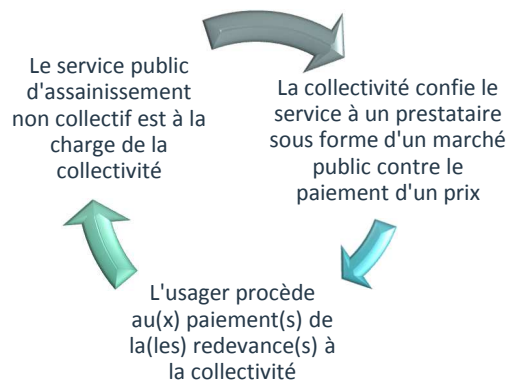 Le service public
d'assainissement
non collectif est à la
charge de la
collectivité
La collectivité confie le
service à un prestataire
sous forme d'un marché
public contre le
paiement d'un prix
L'usager procède
au(x) paiement(s) de
la(les) redevance(s) à
la collectivité